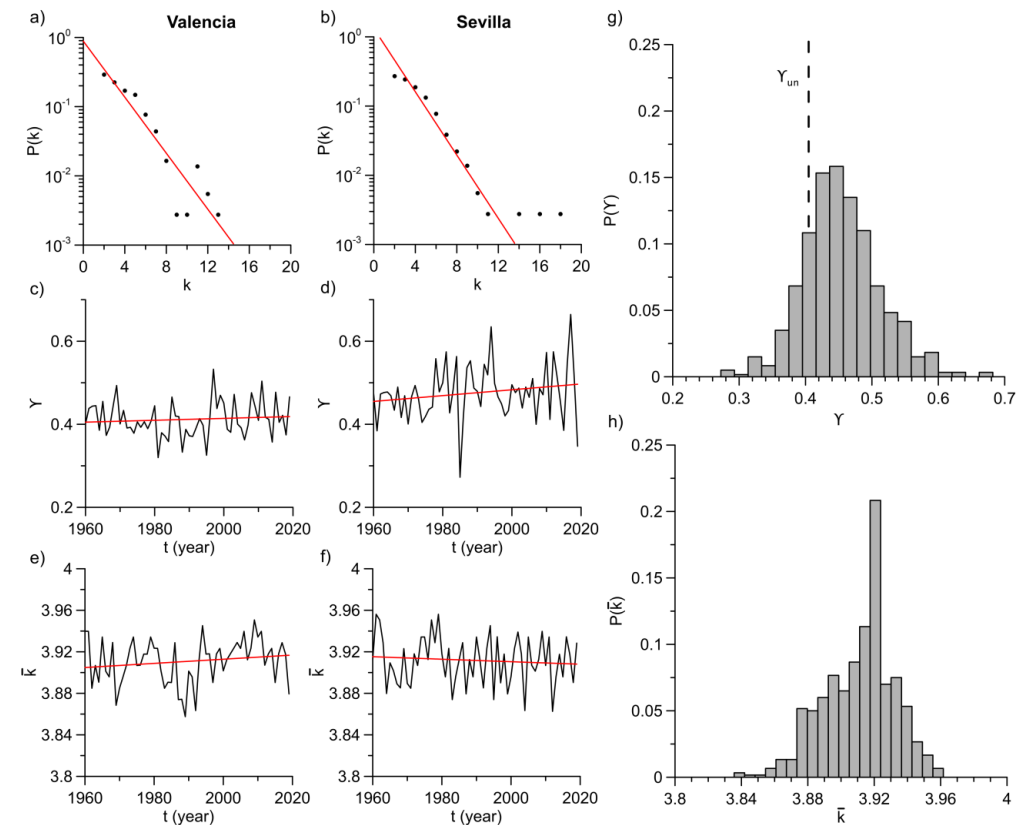 a)
Valencia
10^0
10^-1
10^-2
10^-3
P(k)
0 4 8 12 16 20
k
b)
Sevilla
10^0
10^-1
10^-2
10^-3
P(k)
0 4 8 12 16 20
k
c)
0.6
0.4
0.2
ϒ
1960 1980 2000 2020
t (year)
d)
0.6
0.4
0.2
ϒ
1960 1980 2000 2020
t (year)
e)
4
3.96
3.92
3.88
3.84
3.8
k̄
1960 1980 2000 2020
t (year)
f)
4
3.96
3.92
3.88
3.84
3.8
k̄
1960 1980 2000 2020
t (year)
g)
0.25
0.2
0.15
0.1
0.05
0
P(ϒ)
ϒun
0.2 0.3 0.4 0.5 0.6 0.7
ϒ
h)
0.25
0.2
0.15
0.1
0.05
0
P(k̄)
3.8 3.84 3.88 3.92 3.96 4
k̄